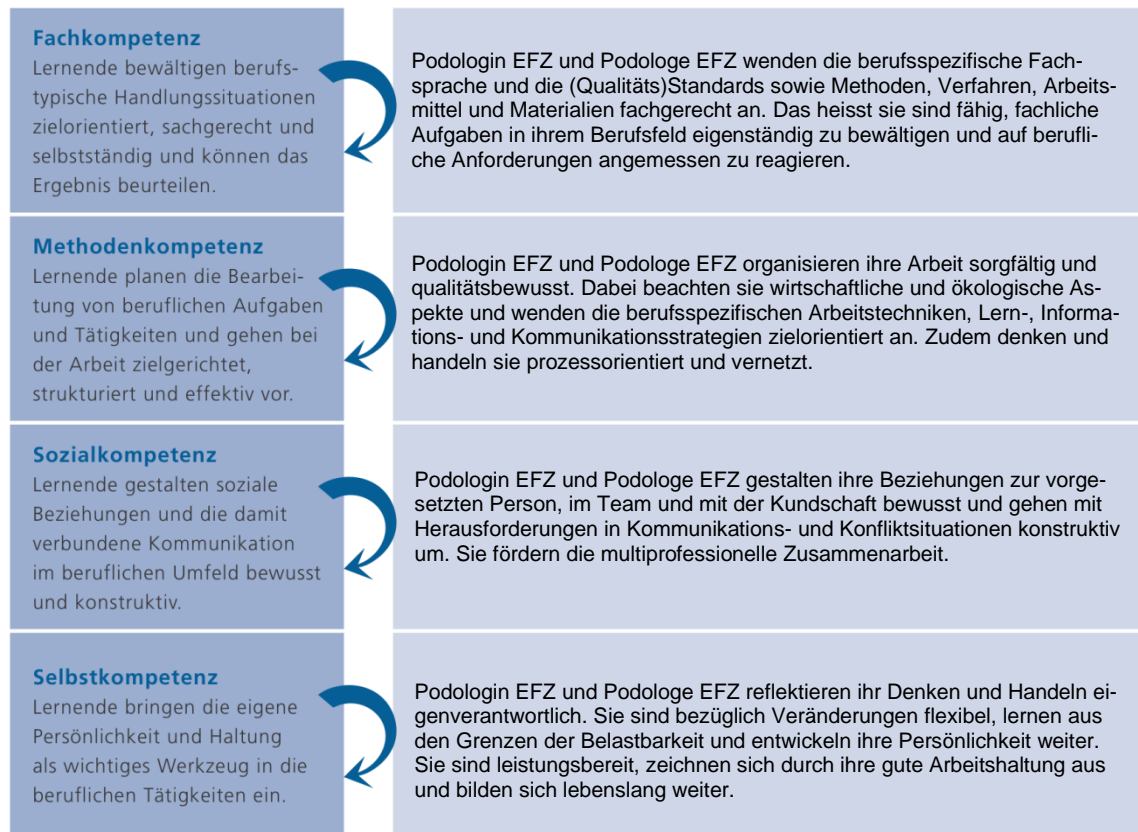 Fachkompetenz
Lernende bewältigen berufs-
typische Handlungssituationen
zielorientiert, sachgerecht und
selbstständig und können das
Ergebnis beurteilen.
Podologin EFZ und Podologe EFZ wenden die berufsspezifische Fach-
sprache und die (Qualitäts)Standards sowie Methoden, Verfahren, Arbeits-
mittel und Materialien fachgerecht an. Das heisst sie sind fähig, fachliche
Aufgaben in ihrem Berufsfeld eigenständig zu bewältigen und auf berufli-
che Anforderungen angemessen zu reagieren.
Methodenkompetenz
Lernende planen die Bearbei-
tung von beruflichen Aufgaben
und Tätigkeiten und gehen bei
der Arbeit zielgerichtet,
strukturiert und effektiv vor.
Podologin EFZ und Podologe EFZ organisieren ihre Arbeit sorgfältig und
qualitätsbewusst. Dabei beachten sie wirtschaftliche und ökologische As-
pekte und wenden die berufsspezifischen Arbeitstechniken, Lern-, Informa-
tions- und Kommunikationsstrategien zielorientiert an. Zudem denken und
handeln sie prozessorientiert und vernetzt.
Sozialkompetenz
Lernende gestalten soziale
Beziehungen und die damit
verbundene Kommunikation
im beruflichen Umfeld bewusst
und konstruktiv.
Podologin EFZ und Podologe EFZ gestalten ihre Beziehungen zur vorge-
setzten Person, im Team und mit der Kundschaft bewusst und gehen mit
Herausforderungen in Kommunikations- und Konfliktsituationen konstruktiv
um. Sie fördern die multiprofessionelle Zusammenarbeit.
Selbstkompetenz
Lernende bringen die eigene
Persönlichkeit und Haltung
als wichtiges Werkzeug in die
beruflichen Tätigkeiten ein.
Podologin EFZ und Podologe EFZ reflektieren ihr Denken und Handeln ei-
genverantwortlich. Sie sind bezüglich Veränderungen flexibel, lernen aus
den Grenzen der Belastbarkeit und entwickeln ihre Persönlichkeit weiter.
Sie sind leistungsbereit, zeichnen sich durch ihre gute Arbeitshaltung aus
und bilden sich lebenslang weiter.